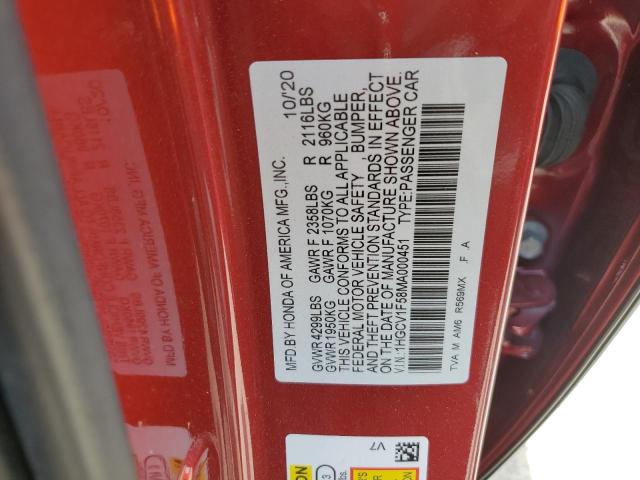 MFD BY HONDA OF AMERICA MFG.,INC. 10/'20
GVWR 4299LBS GAWR F 2358LBS R 2116LBS
GVWR 1950KG GAWR F 1070KG R 960KG
THIS VEHICLE CONFORMS TO ALL APPLICABLE
FEDERAL MOTOR VEHICLE SAFETY, BUMPER,
AND THEFT PREVENTION STANDARDS IN EFFECT
ON THE DATE OF MANUFACTURE SHOWN ABOVE.
V.I.N.:1HGCV1F58MA000451 TYPE:PASSENGER CAR
TVA M AM6 R569MX F A
V7